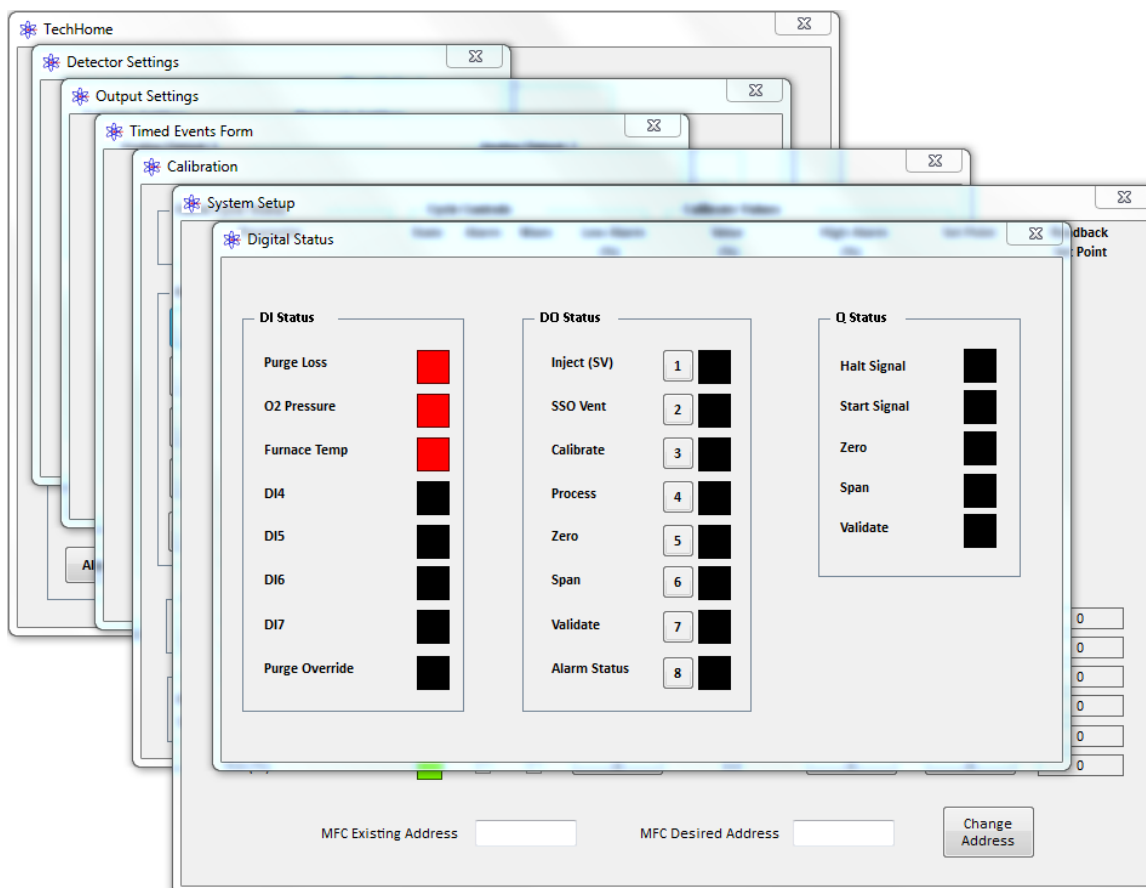 TechHome
Detector Settings
Output Settings
Timed Events Form
Calibration
System Setup
Digital Status
Point
DI Status
Purge Loss
O2 Pressure
Furnace Temp
DI4
DI5
DI6
DI7
Purge Override
DO Status
Inject (SV) 1
SSO Vent 2
Calibrate 3
Process 4
Zero 5
Span 6
Validate 7
Alarm Status 8
Q Status
Halt Signal
Start Signal
Zero
Span
Validate
0
0
0
0
0
0
MFC Existing Address
MFC Desired Address
Change
Address